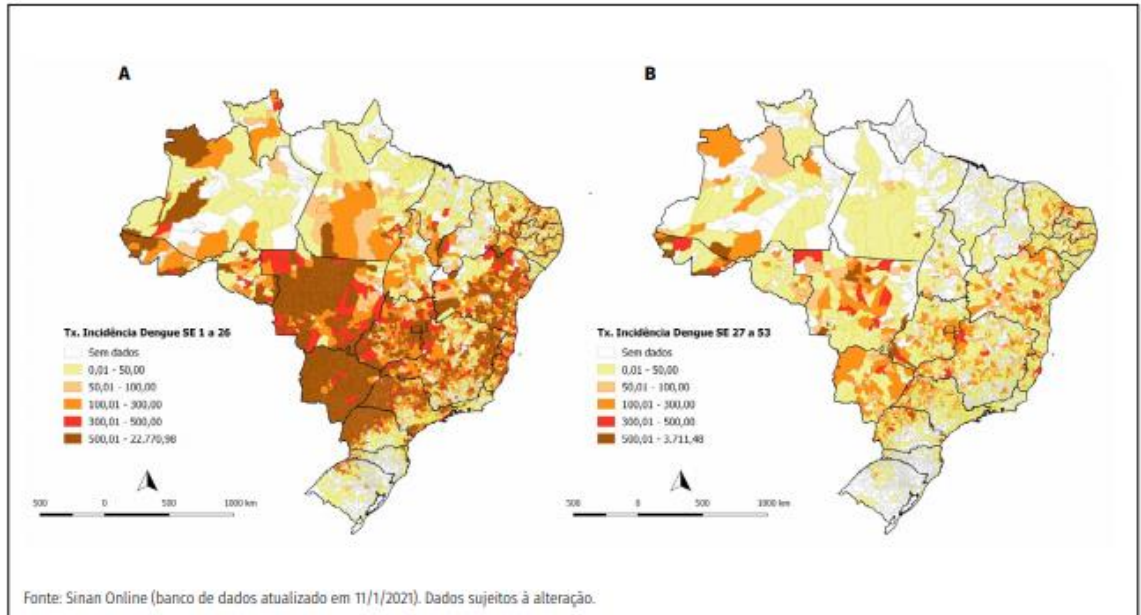 A
B
Tx. Incidência Dengue SE 1 a 26
Sem dados
0,01 - 50,00
50,01 - 100,00
100,01 - 300,00
300,01 - 500,00
500,01 - 22.770,98
500 0 500 1000 km
Tx. Incidência Dengue SE 27 a 53
Sem dados
0,01 - 50,00
50,01 - 100,00
100,01 - 300,00
300,01 - 500,00
500,01 - 3.711,48
500 0 500 1000 km
Fonte: Sinan Online (banco de dados atualizado em 11/1/2021). Dados sujeitos à alteração.